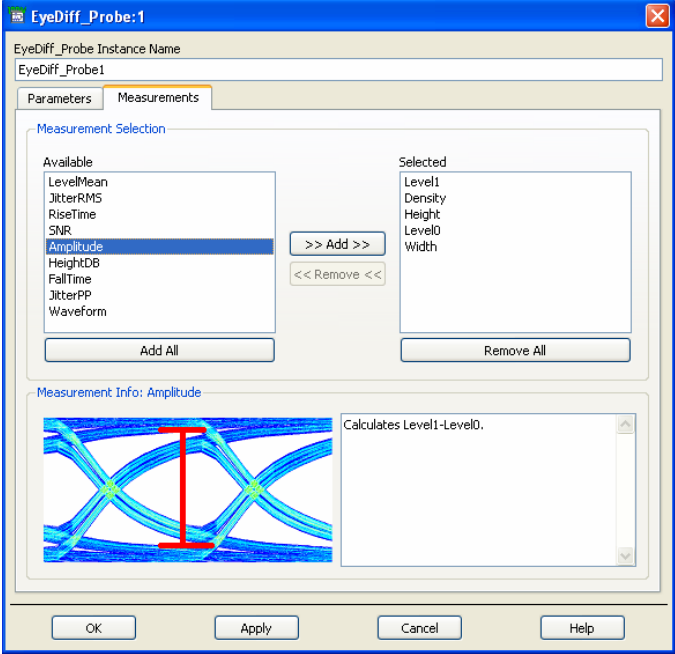 EyeDiff_Probe:1
EyeDiff_Probe Instance Name
EyeDiff_Probe1
Parameters
Measurements
Measurement Selection
Available
LevelMean
JitterRMS
RiseTime
SNR
Amplitude
HeightDB
FallTime
JitterPP
Waveform
Add All
>> Add >>
<< Remove <<
Selected
Level1
Density
Height
Level0
Width
Remove All
Measurement Info: Amplitude
Calculates Level1-Level0.
OK
Apply
Cancel
Help